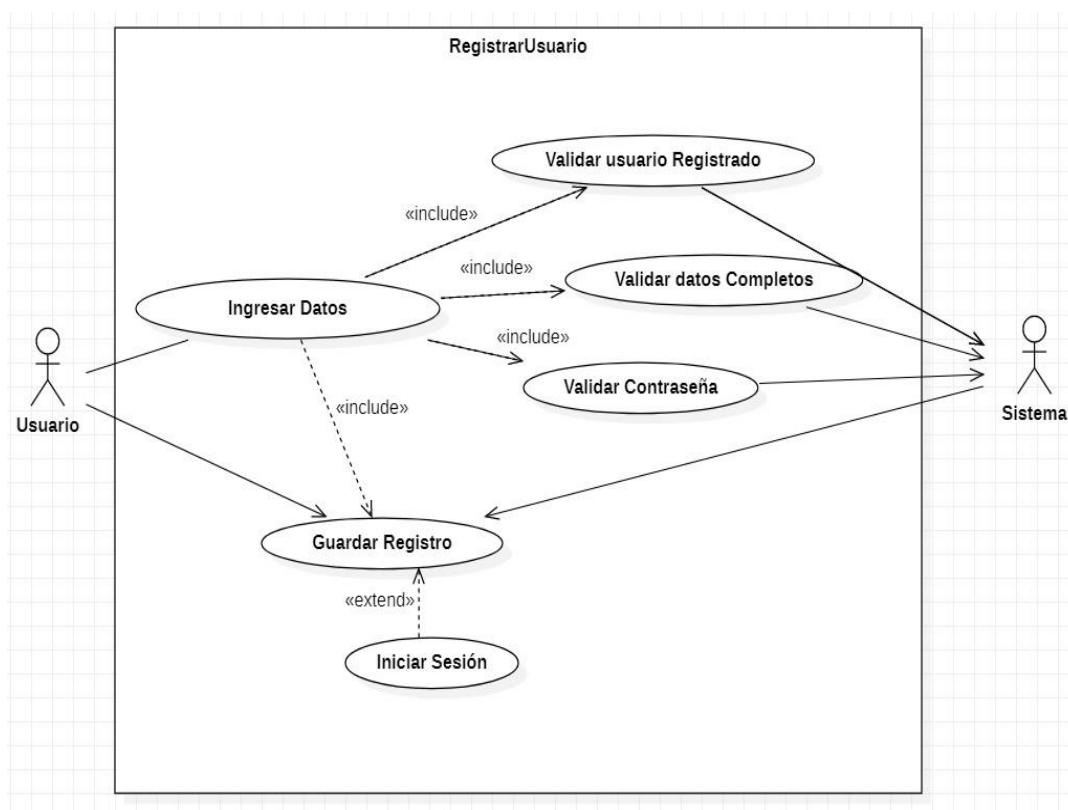 RegistrarUsuario
Validar usuario Registrado
«include»
«include»
Validar datos Completos
Ingresar Datos
«include»
Validar Contraseña
«include»
Usuario
Sistema
Guardar Registro
«extend»
Iniciar Sesión